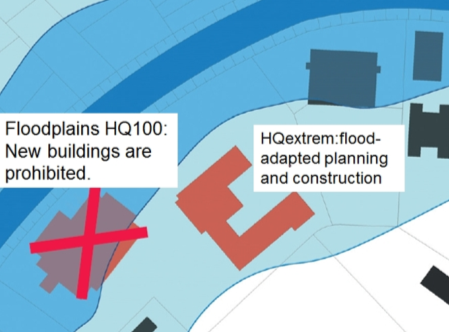 Floodplains HQ100:
New buildings are
prohibited.
HQextrem:flood-
adapted planning
and construction